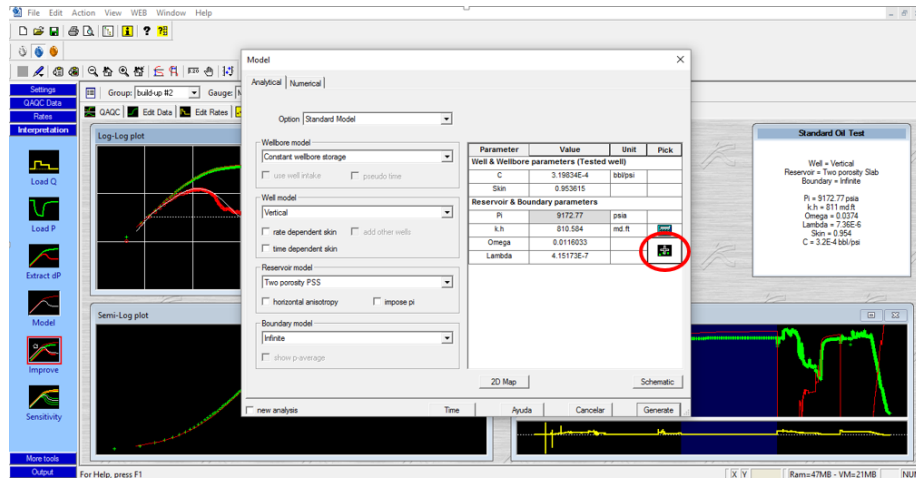 File Edit Action View WEB Window Help
Settings
QAQC Data
Rates
Interpretation
Load Q
Load P
Extract dP
Model
Improve
Sensitivity
More tools
Output
Group: build-up #2 Gauge:
QAQC Edit Data Edit Rates
Log-Log plot
Semi-Log plot
Model
Analytical Numerical
Option Standard Model
Wellbore model
Constant wellbore storage
use well intake pseudo time
Well model
Vertical
rate dependent skin add other wells
time dependent skin
Reservoir model
Two porosity PSS
horizontal anisotropy impose pi
Boundary model
Infinite
show p-average
Parameter Value Unit Pick
Well & Wellbore parameters (Tested well)
C 3.19834E-4 bbl/psi
Skin 0.953615
Reservoir & Boundary parameters
Pi 9172.77 psia
k.h 810.584 md.ft
Omega 0.0116033
Lambda 4.15173E-7
2D Map Schematic
new analysis Time Ayuda Cancelar Generate
Standard Oil Test
Well = Vertical
Reservoir = Two porosity Slab
Boundary = Infinite
Pi = 9172.77 psia
k.h = 811 md.ft
Omega = 0.0374
Lambda = 7.36E-6
Skin = 0.954
C = 3.2E-4 bbl/psi
For Help, press F1
X Y Ram=47MB - VM=21MB